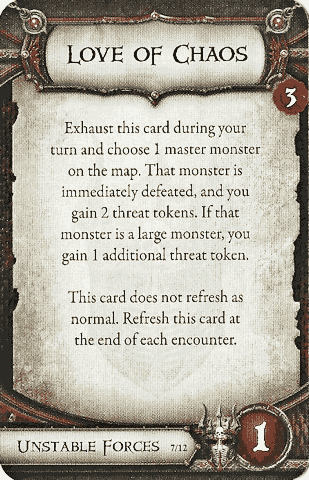 LOVE OF CHAOS
3
Exhaust this card during your
turn and choose 1 master monster
on the map. That monster is
immediately defeated, and you
gain 2 threat tokens. If that
monster is a large monster, you
gain 1 additional threat token.
This card does not refresh as
normal. Refresh this card at
the end of each encounter.
UNSTABLE FORCES 7/12
1